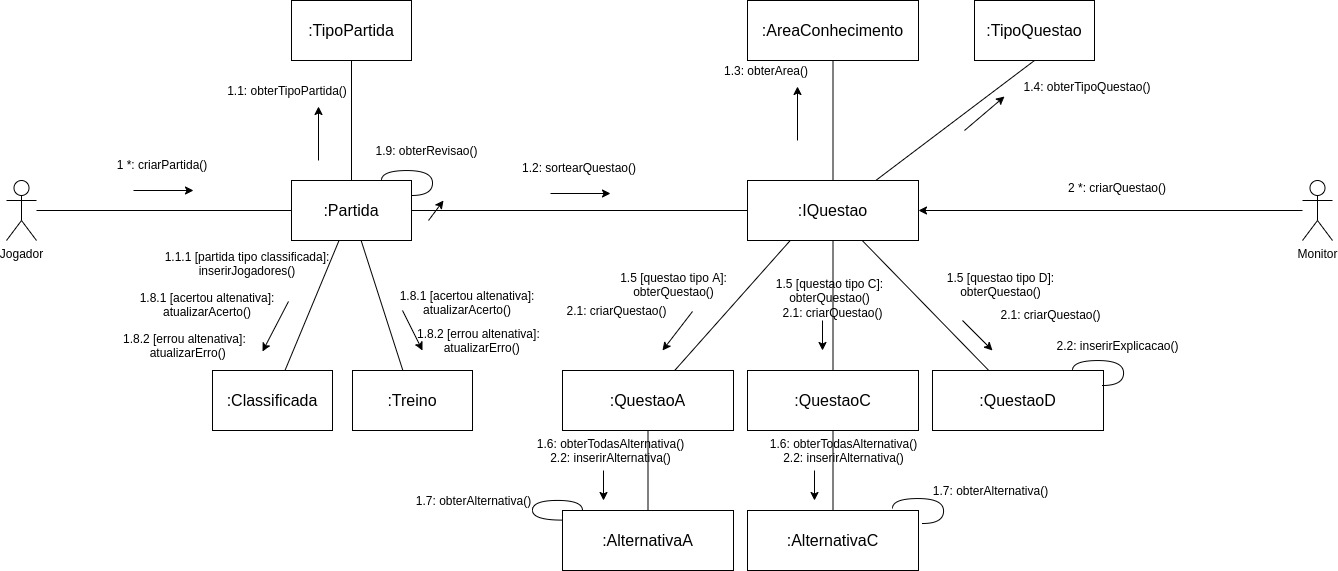 :TipoPartida
:AreaConhecimento
:TipoQuestao
1.1: obterTipoPartida()
1.3: obterArea()
1.4: obterTipoQuestao()
1 *: criarPartida()
1.9: obterRevisao()
1.2: sortearQuestao()
2 *: criarQuestao()
Jogador
:Partida
:IQuestao
Monitor
1.1.1 [partida tipo classificada]:
inserirJogadores()
1.8.1 [acertou altenativa]:
atualizarAcerto()
1.8.2 [errou altenativa]:
atualizarErro()
1.8.1 [acertou altenativa]:
atualizarAcerto()
1.8.2 [errou altenativa]:
atualizarErro()
1.5 [questao tipo A]:
obterQuestao()
2.1: criarQuestao()
1.5 [questao tipo C]:
obterQuestao()
2.1: criarQuestao()
1.5 [questao tipo D]:
obterQuestao()
2.1: criarQuestao()
2.2: inserirExplicacao()
:Classificada
:Treino
:QuestaoA
:QuestaoC
:QuestaoD
1.6: obterTodasAlternativa()
2.2: inserirAlternativa()
1.6: obterTodasAlternativa()
2.2: inserirAlternativa()
1.7: obterAlternativa()
1.7: obterAlternativa()
:AlternativaA
:AlternativaC